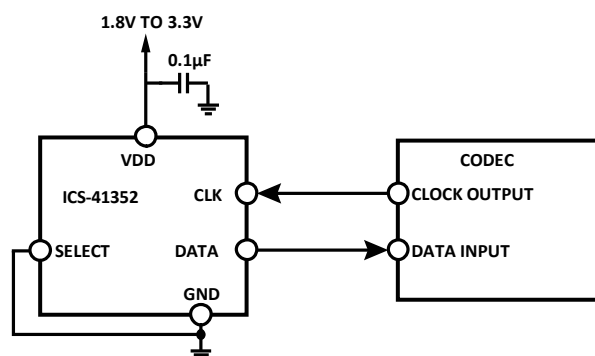 1.8V TO 3.3V
0.1µF
VDD
CODEC
ICS-41352
CLK
CLOCK OUTPUT
SELECT
DATA
DATA INPUT
GND